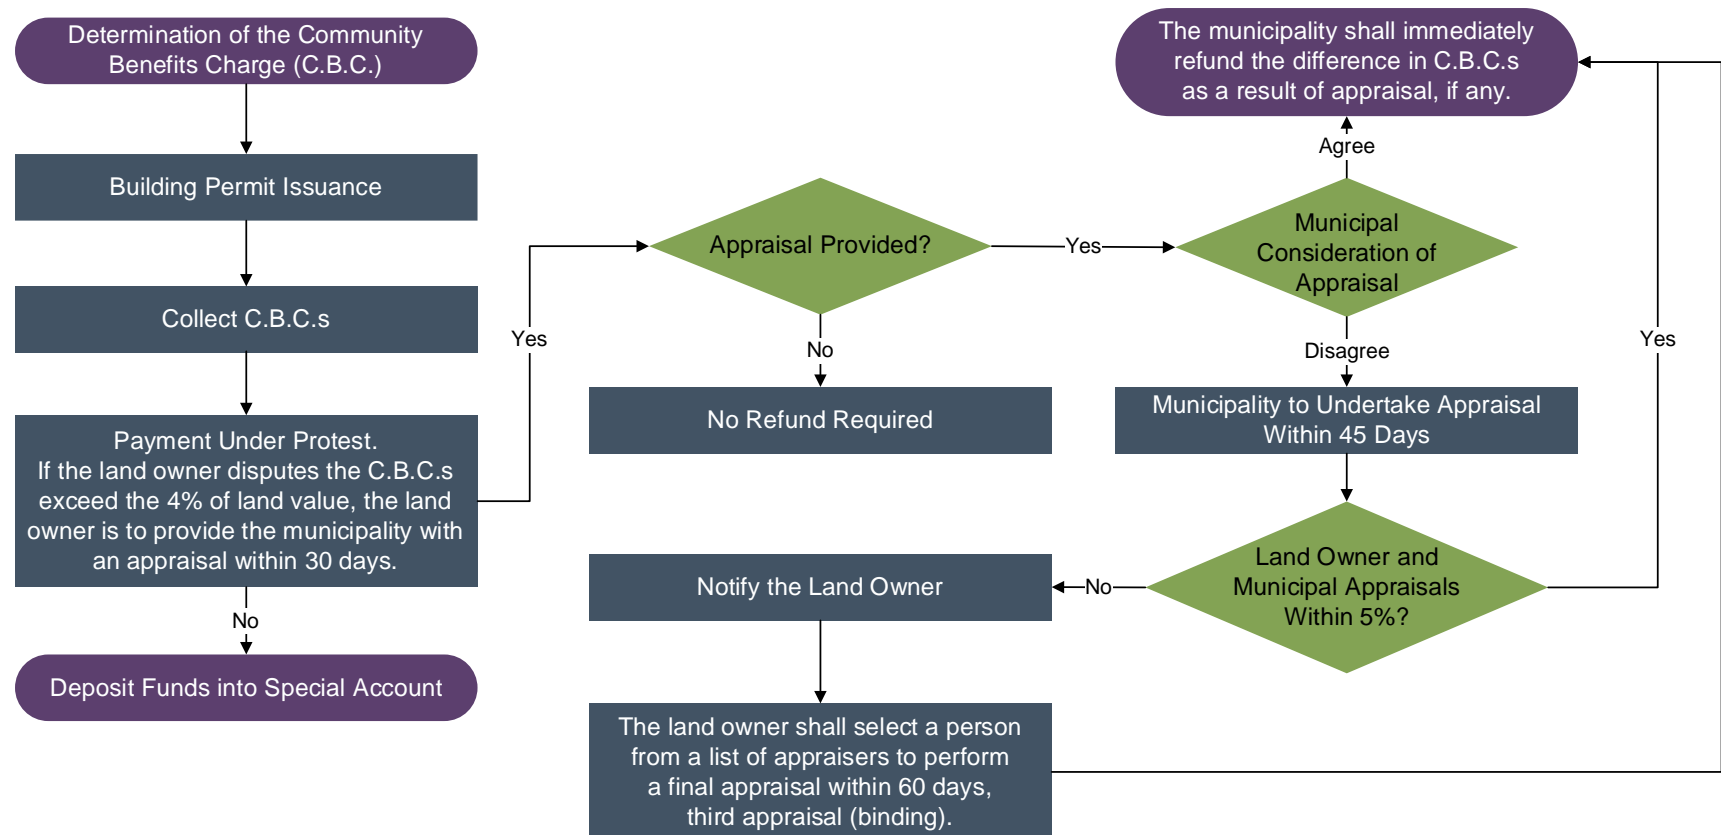 Determination of the Community
Benefits Charge (C.B.C.)
Building Permit Issuance
Collect C.B.C.s
Payment Under Protest.
If the land owner disputes the C.B.C.s
exceed the 4% of land value, the land
owner is to provide the municipality with
an appraisal within 30 days.
No
Deposit Funds into Special Account
Yes
Appraisal Provided?
No
No Refund Required
Yes
Municipal
Consideration of
Appraisal
Agree
The municipality shall immediately
refund the difference in C.B.C.s
as a result of appraisal, if any.
Disagree
Municipality to Undertake Appraisal
Within 45 Days
Land Owner and
Municipal Appraisals
Within 5%?
Yes
No
Notify the Land Owner
The land owner shall select a person
from a list of appraisers to perform
a final appraisal within 60 days,
third appraisal (binding).